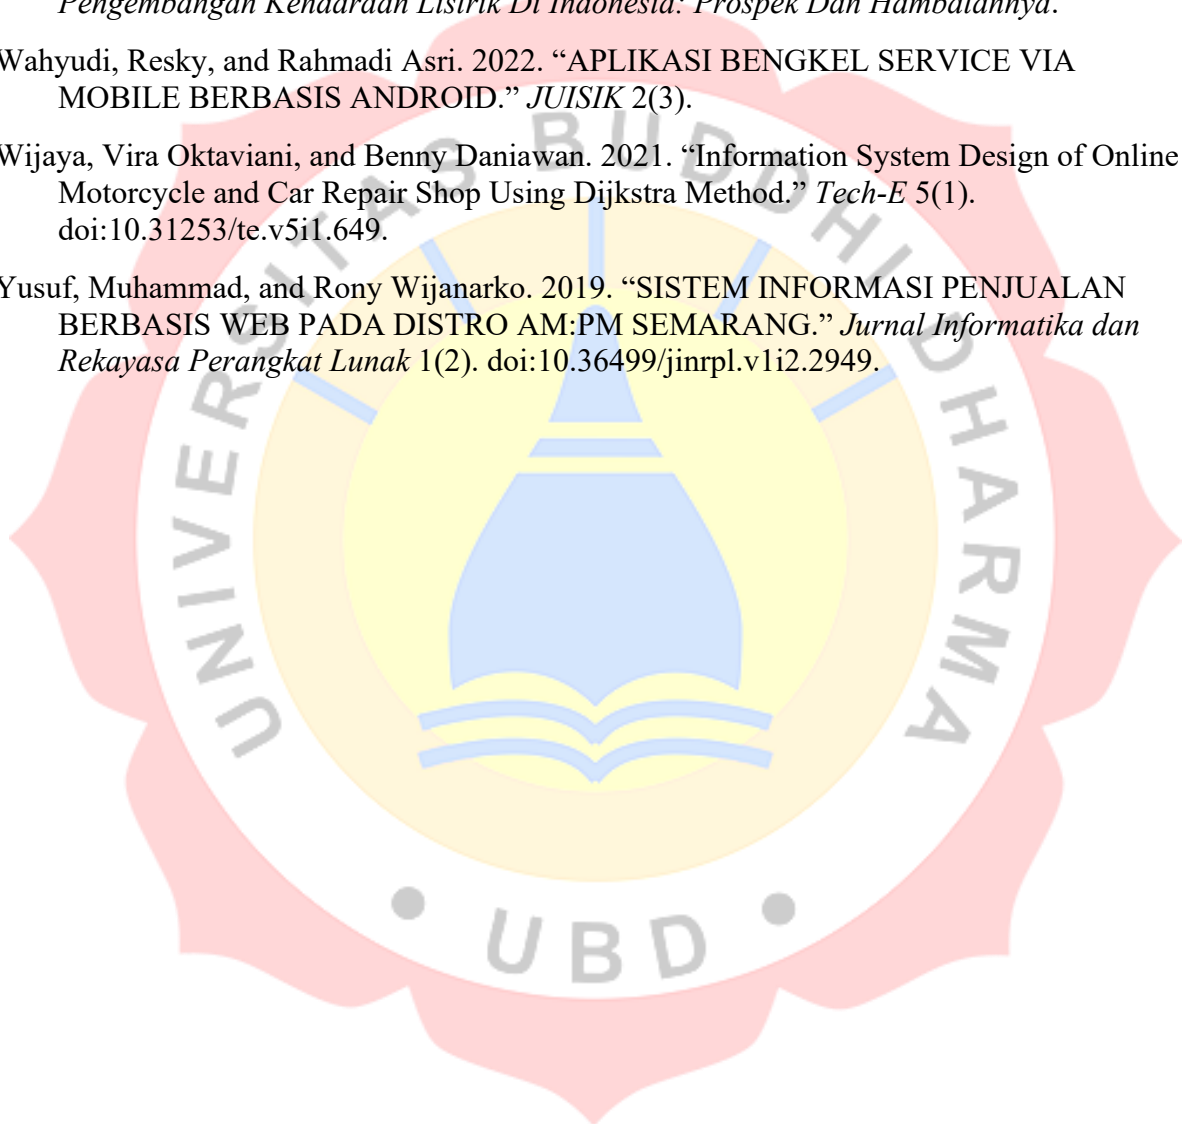 Pengembangan Kendaraan Listrik Di Indonesia: Prospek Dan Hambatannya.
Wahyudi, Resky, and Rahmadi Asri. 2022. “APLIKASI BENGKEL SERVICE VIA
MOBILE BERBASIS ANDROID.” JUISIK 2(3).
Wijaya, Vira Oktaviani, and Benny Daniawan. 2021. “Information System Design of Online
Motorcycle and Car Repair Shop Using Dijkstra Method.” Tech-E 5(1).
doi:10.31253/te.v5i1.649.
Yusuf, Muhammad, and Rony Wijanarko. 2019. “SISTEM INFORMASI PENJUALAN
BERBASIS WEB PADA DISTRO AM:PM SEMARANG.” Jurnal Informatika dan
Rekayasa Perangkat Lunak 1(2). doi:10.36499/jinrpl.v1i2.2949.
UNIVERSITAS BUDDHI DHARMA
• UBD •